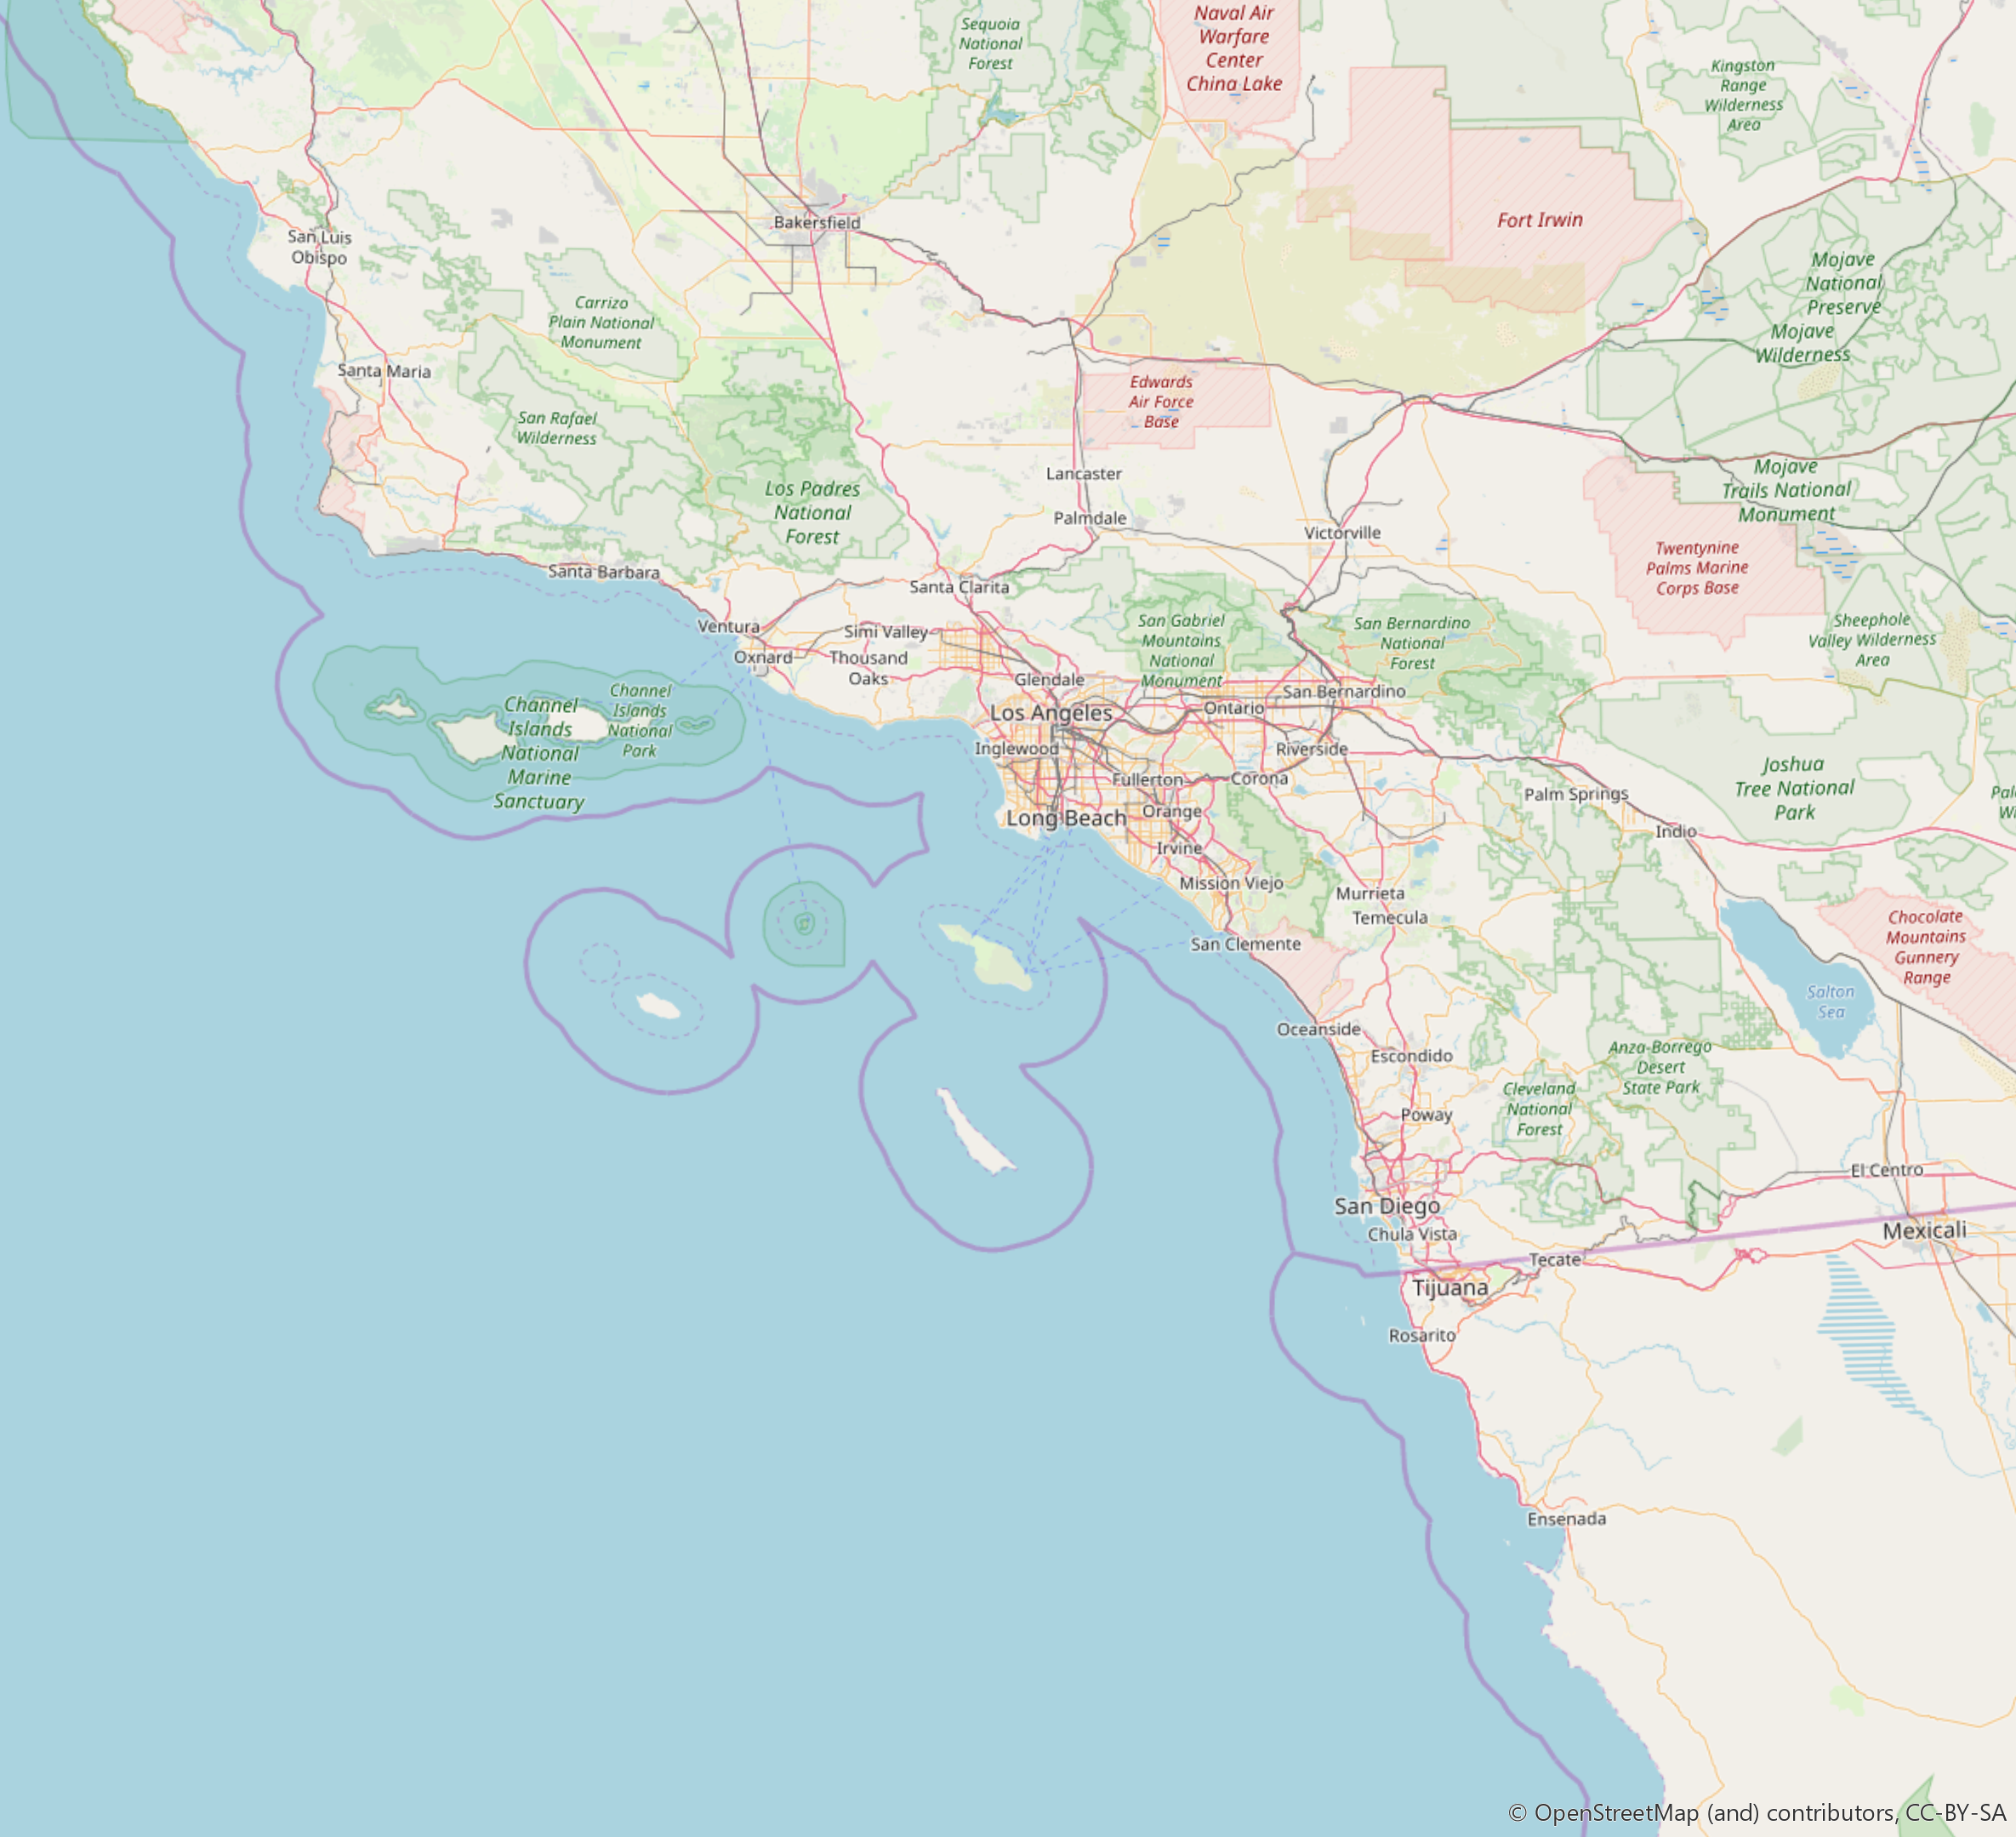 Sequoia
National
Forest
Naval Air
Warfare
Center
China Lake
Kingston
Range
Wilderness
Area
Bakersfield
Fort Irwin
San Luis
Obispo
Carrizo
Plain National
Monument
Mojave
National
Preserve
Mojave
Wilderness
Santa Maria
San Rafael
Wilderness
Edwards
Air Force
Base
Lancaster
Los Padres
National
Forest
Palmdale
Victorville
Mojave
Trails National
Monument
Twentynine
Palms Marine
Corps Base
Santa Barbara
Santa Clarita
Ventura
Simi Valley
Oxnard
Thousand
Oaks
San Gabriel
Mountains
National
Monument
San Bernardino
National
Forest
Sheephole
Valley Wilderness
Area
Glendale
San Bernardino
Los Angeles
Ontario
Channel
Islands
National
Marine
Sanctuary
Channel
Islands
National
Park
Inglewood
Riverside
Fullerton
Corona
Joshua
Tree National
Park
Palm Springs
Long Beach
Orange
Indio
Irvine
Mission Viejo
Murrieta
Temecula
San Clemente
Chocolate
Mountains
Gunnery
Range
Salton
Sea
Oceanside
Escondido
Anza-Borrego
Desert
State Park
Cleveland
National
Forest
Poway
El Centro
San Diego
Chula Vista
Mexicali
Tecate
Tijuana
Rosarito
Ensenada
© OpenStreetMap (and) contributors, CC-BY-SA